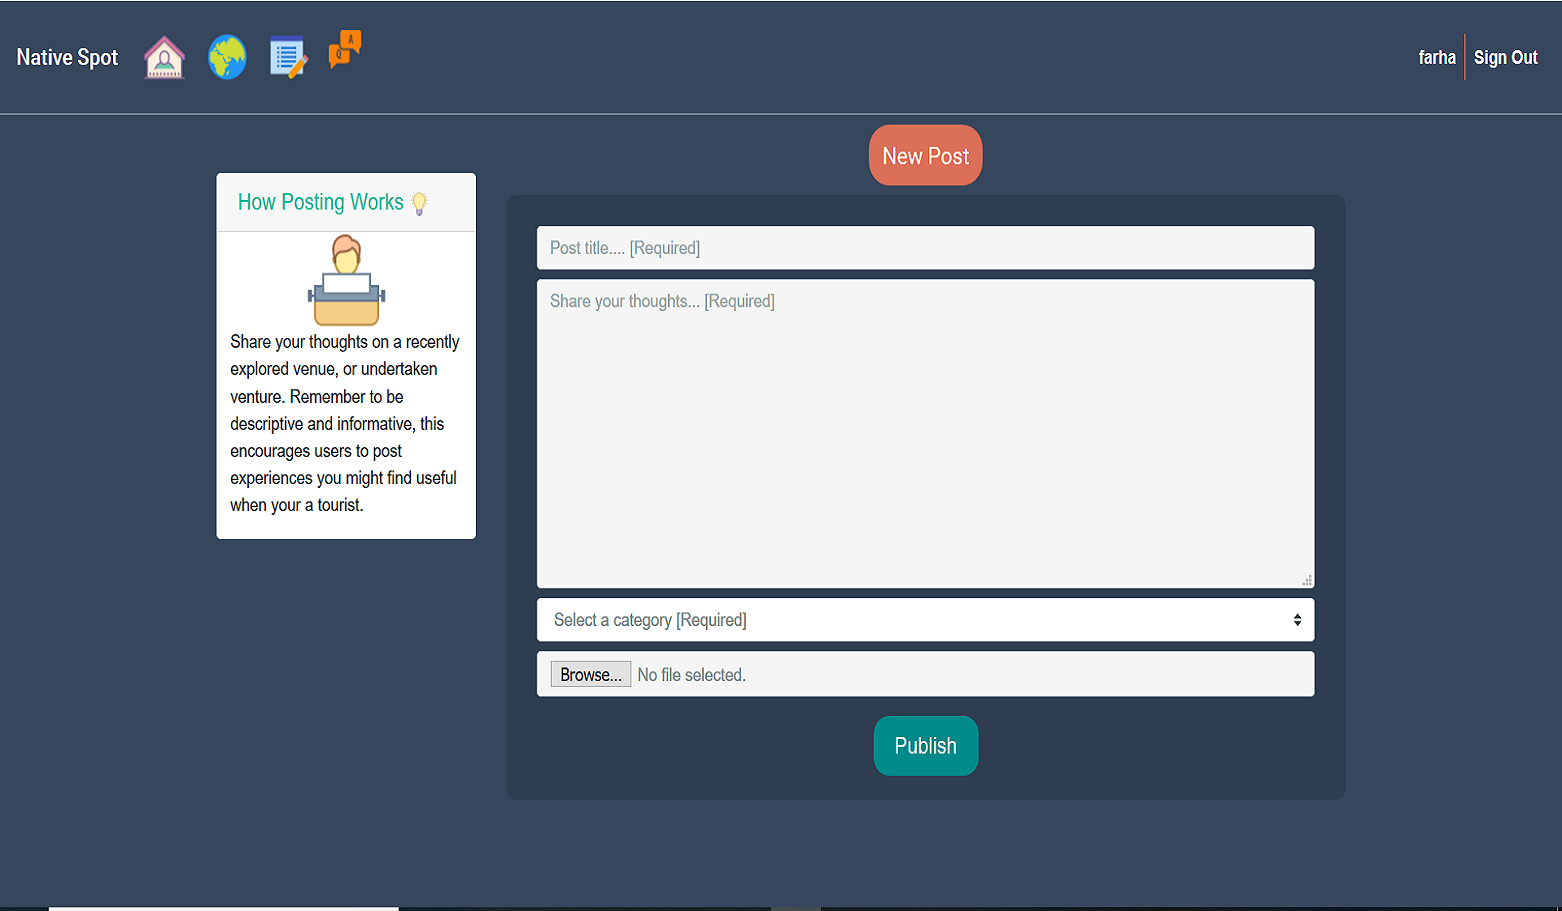 Native Spot
A
Q
farha
Sign Out
New Post
How Posting Works
Share your thoughts on a recently
explored venue, or undertaken
venture. Remember to be
descriptive and informative, this
encourages users to post
experiences you might find useful
when your a tourist.
Post title.... [Required]
Share your thoughts... [Required]
Select a category [Required]
Browse... No file selected.
Publish